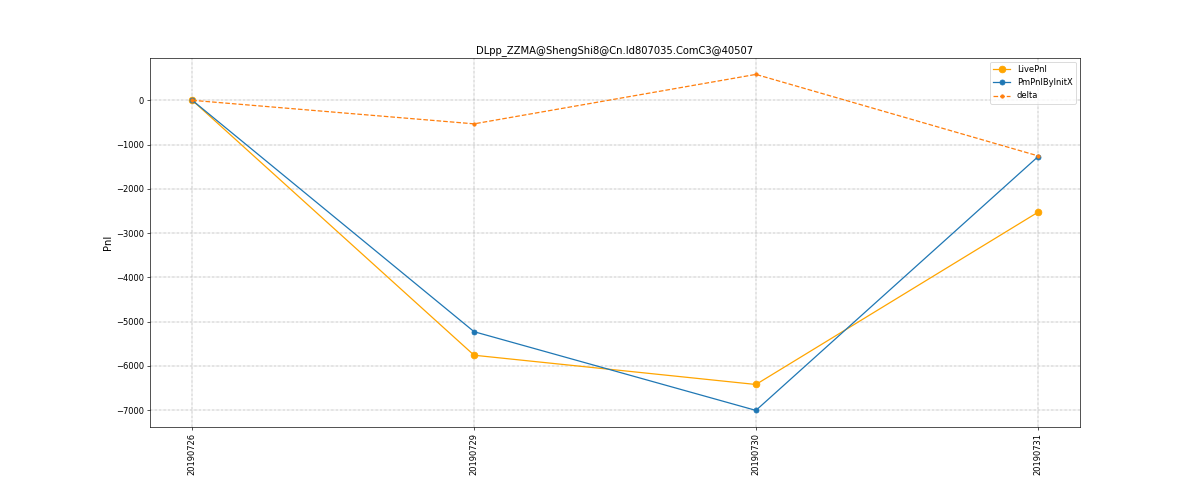 DLpp_ZZMA@ShengShi8@Cn.Id807035.ComC3@40507
LivePnl
PmPnlByInitX
delta
0
−1000
−2000
−3000
−4000
−5000
−6000
−7000
Pnl
20190726
20190729
20190730
20190731